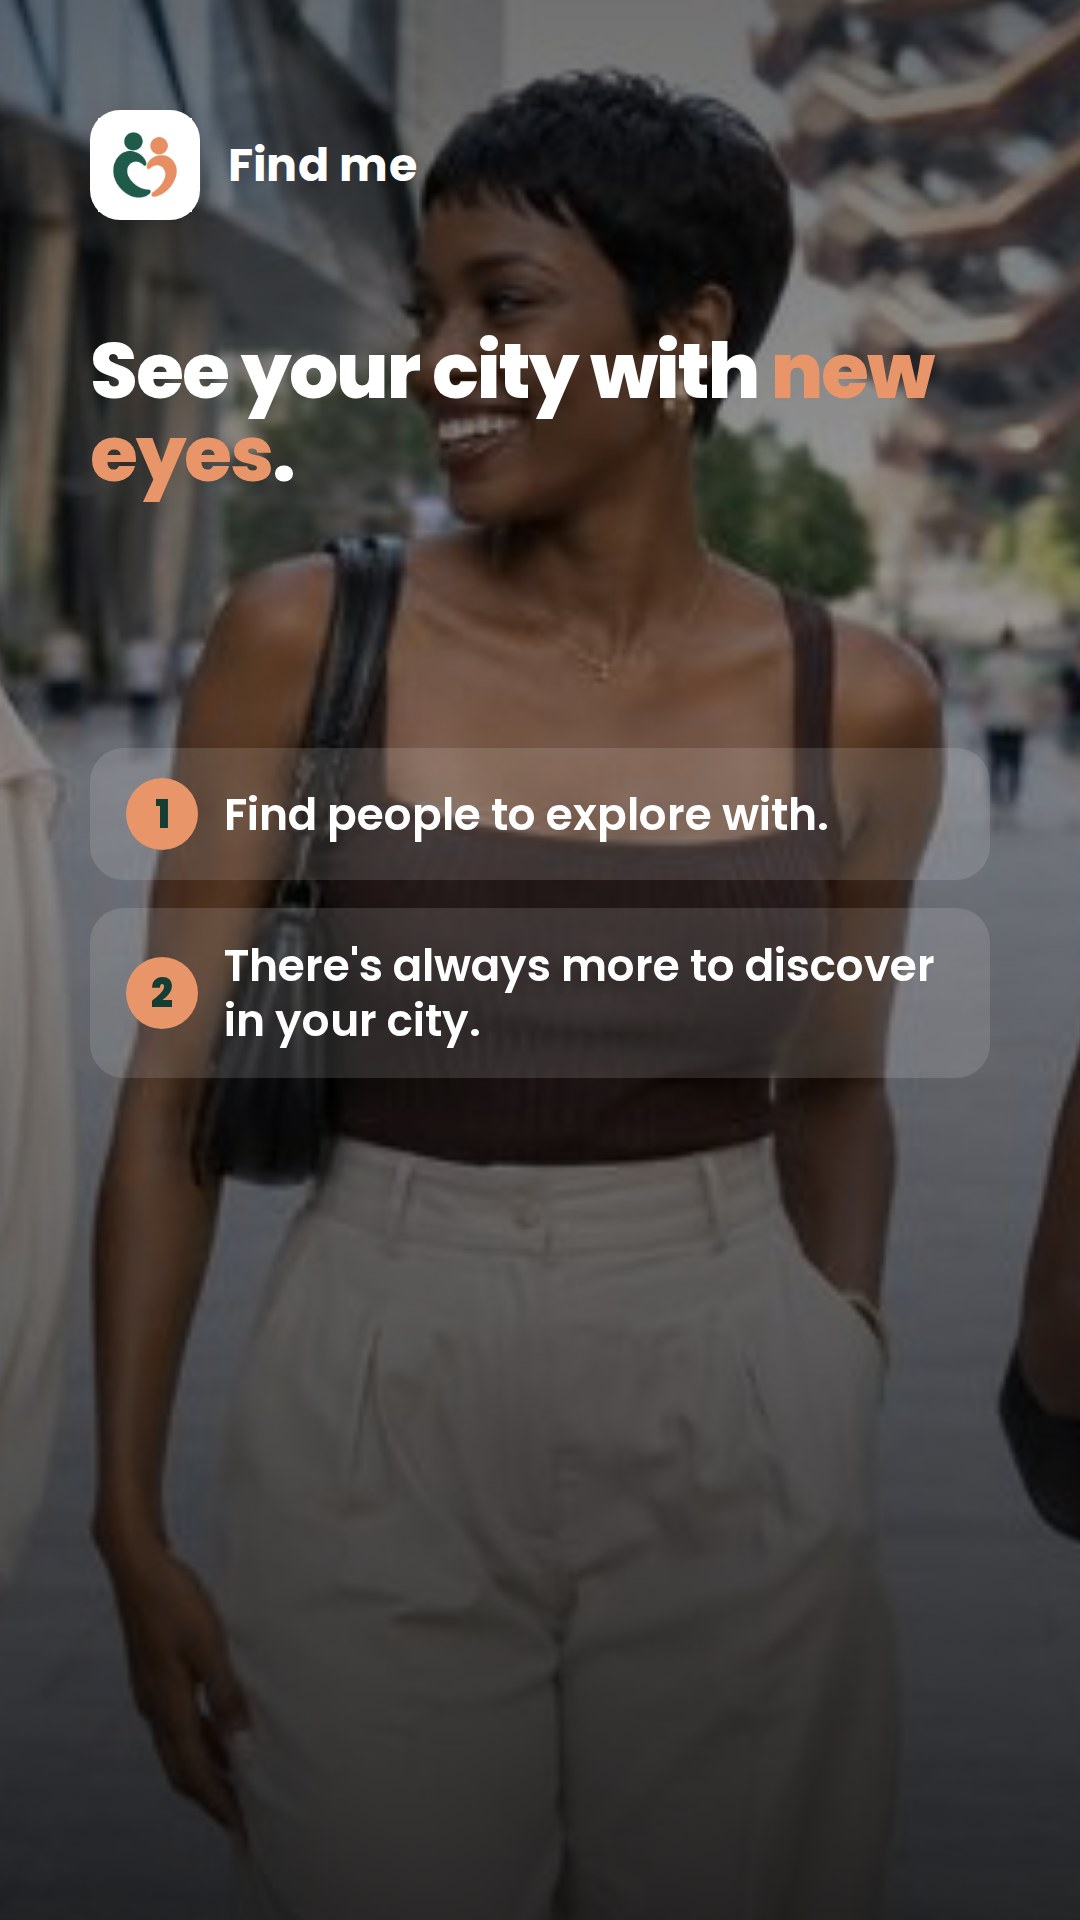 Find me
See your city with new
eyes.
1
Find people to explore with.
2
There's always more to discover
in your city.